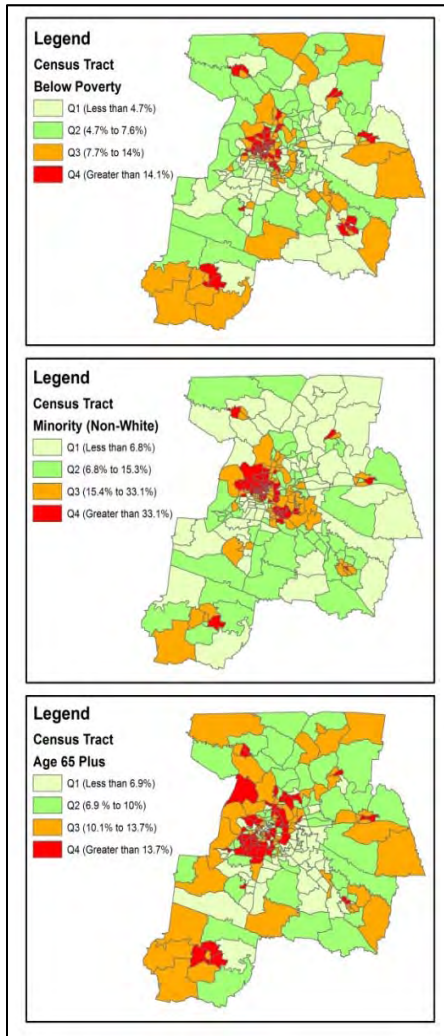 Legend
Census Tract
Below Poverty
Q1 (Less than 4.7%)
Q2 (4.7% to 7.6%)
Q3 (7.7% to 14%)
Q4 (Greater than 14.1%)
Legend
Census Tract
Minority (Non-White)
Q1 (Less than 6.8%)
Q2 (6.8% to 15.3%)
Q3 (15.4% to 33.1%)
Q4 (Greater than 33.1%)
Legend
Census Tract
Age 65 Plus
Q1 (Less than 6.9%)
Q2 (6.9 % to 10%)
Q3 (10.1% to 13.7%)
Q4 (Greater than 13.7%)